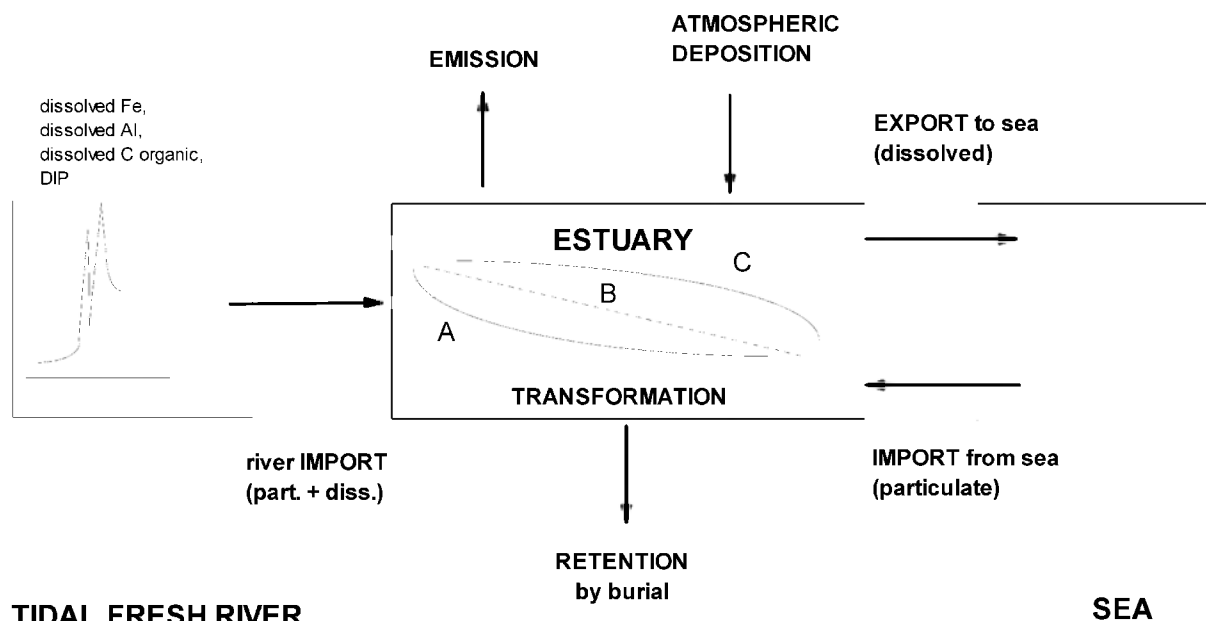 ATMOSPHERIC
DEPOSITION
EMISSION
dissolved Fe,
dissolved Al,
dissolved C organic,
DIP
EXPORT to sea
(dissolved)
ESTUARY
C
B
A
TRANSFORMATION
river IMPORT
(part. + diss.)
IMPORT from sea
(particulate)
RETENTION
by burial
TIDAL FRESH RIVER
SEA